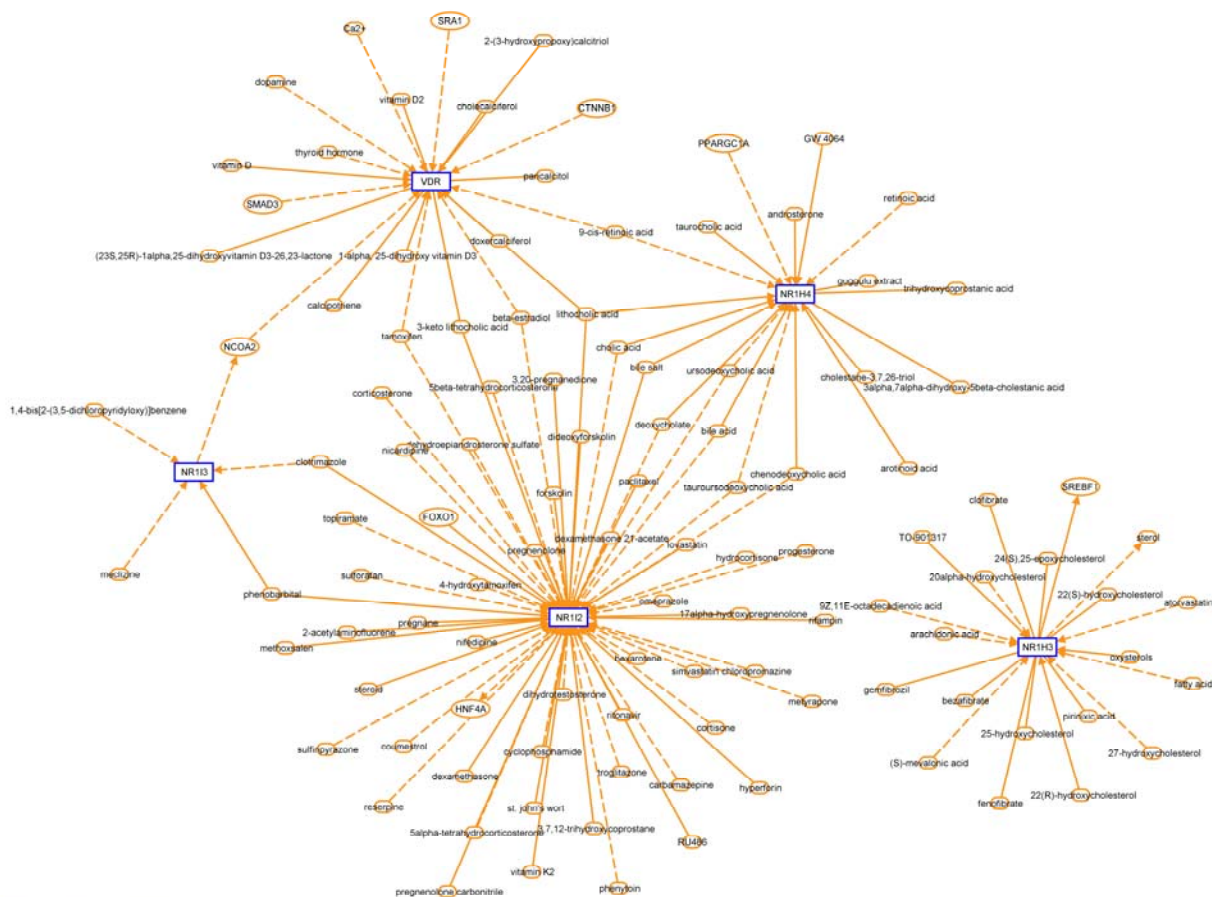 SRA1
Ca2+
2-(3-hydroxypropoxy)calcitriol
dopamine
vitamin D2
cholecalciferol
CTNNB1
PPARGC1A
GW 4064
thyroid hormone
vitamin D
VDR
paricalcitol
retinoic acid
SMAD3
androsterone
taurocholic acid
9-cis-retinoic acid
doxercalciferol
(23S,25R)-1alpha,25-dihydroxyvitamin D3-26,23-lactone
1-alpha, 25-dihydroxy vitamin D3
guggulu extract
trihydroxycoprostanic acid
NR1H4
calcipotriene
beta-estradiol
lithocholic acid
3-keto lithocholic acid
tamoxifen
NCOA2
cholic acid
bile salt
ursodeoxycholic acid
cholestane-3,7,26-triol
3,20-pregnanedione
5beta-tetrahydrocorticosterone
3alpha,7alpha-dihydroxy-5beta-cholestanic acid
corticosterone
1,4-bis[2-(3,5-dichloropyridyloxy)]benzene
deoxycholate
bile acid
dideoxyforskolin
dehydroepiandrosterone sulfate
nicardipine
clotrimazole
arotinoid acid
NR1I3
chenodeoxycholic acid
paclitaxel
tauroursodeoxycholic acid
SREBF1
forskolin
clofibrate
FOXO1
topiramate
TO-901317
sterol
dexamethasone 21-acetate
lovastatin
pregnenolone
hydrocortisone
progesterone
24(S),25-epoxycholesterol
meclizine
sulforafan
20alpha-hydroxycholesterol
4-hydroxytamoxifen
22(S)-hydroxycholesterol
phenobarbital
omeprazole
9Z,11E-octadecadienoic acid
atorvastatin
17alpha-hydroxypregnenolone
NR1I2
rifampin
pregnane
2-acetylaminofluorene
arachidonic acid
methoxsalen
nifedipine
NR1H3
oxysterols
bexarotene
simvastatin
chlorpromazine
fatty acid
steroid
dihydrotestosterone
metyrapone
gemfibrozil
bezafibrate
HNF4A
ritonavir
pirinixic acid
cortisone
25-hydroxycholesterol
sulfinpyrazone
coumestrol
cyclophosphamide
27-hydroxycholesterol
(S)-mevalonic acid
troglitazone
dexamethasone
carbamazepine
hyperforin
reserpine
st. john's wort
22(R)-hydroxycholesterol
fenofibrate
5alpha-tetrahydrocorticosterone
3,7,12-trihydroxycoprostane
RU486
vitamin K2
pregnenolone carbonitrile
phenytoin